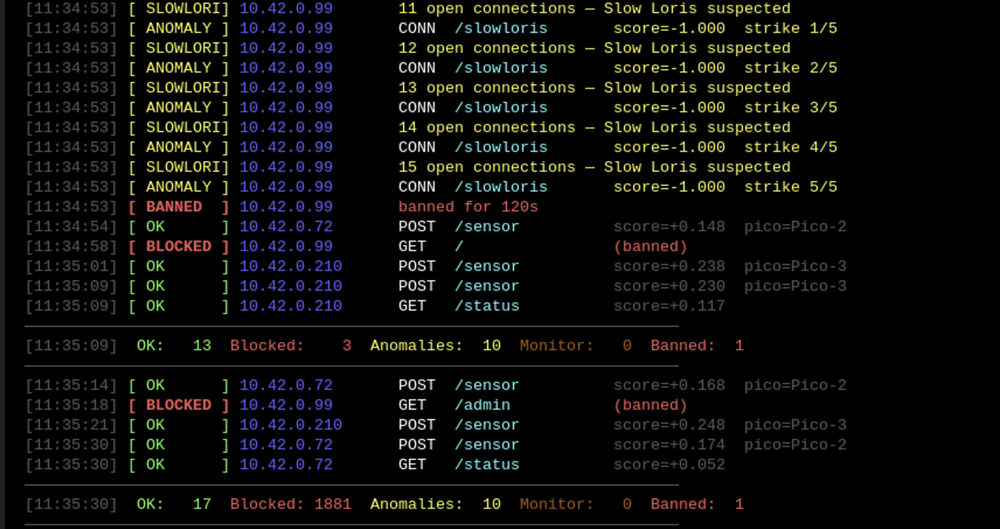 [11:34:53] [ SLOWLORI] 10.42.0.99 11 open connections — Slow Loris suspected
[11:34:53] [ ANOMALY ] 10.42.0.99 CONN /slowloris score=-1.000 strike 1/5
[11:34:53] [ SLOWLORI] 10.42.0.99 12 open connections — Slow Loris suspected
[11:34:53] [ ANOMALY ] 10.42.0.99 CONN /slowloris score=-1.000 strike 2/5
[11:34:53] [ SLOWLORI] 10.42.0.99 13 open connections — Slow Loris suspected
[11:34:53] [ ANOMALY ] 10.42.0.99 CONN /slowloris score=-1.000 strike 3/5
[11:34:53] [ SLOWLORI] 10.42.0.99 14 open connections — Slow Loris suspected
[11:34:53] [ ANOMALY ] 10.42.0.99 CONN /slowloris score=-1.000 strike 4/5
[11:34:53] [ SLOWLORI] 10.42.0.99 15 open connections — Slow Loris suspected
[11:34:53] [ ANOMALY ] 10.42.0.99 CONN /slowloris score=-1.000 strike 5/5
[11:34:53] [ BANNED ] 10.42.0.99 banned for 120s
[11:34:54] [ OK ] 10.42.0.72 POST /sensor score=+0.148 pico=Pico-2
[11:34:58] [ BLOCKED ] 10.42.0.99 GET / (banned)
[11:35:01] [ OK ] 10.42.0.210 POST /sensor score=+0.238 pico=Pico-3
[11:35:09] [ OK ] 10.42.0.210 POST /sensor score=+0.230 pico=Pico-3
[11:35:09] [ OK ] 10.42.0.210 GET /status score=+0.117
[11:35:09] OK: 13 Blocked: 3 Anomalies: 10 Monitor: 0 Banned: 1
[11:35:14] [ OK ] 10.42.0.72 POST /sensor score=+0.168 pico=Pico-2
[11:35:18] [ BLOCKED ] 10.42.0.99 GET /admin (banned)
[11:35:21] [ OK ] 10.42.0.210 POST /sensor score=+0.248 pico=Pico-3
[11:35:30] [ OK ] 10.42.0.72 POST /sensor score=+0.174 pico=Pico-2
[11:35:30] [ OK ] 10.42.0.72 GET /status score=+0.052
[11:35:30] OK: 17 Blocked: 1881 Anomalies: 10 Monitor: 0 Banned: 1